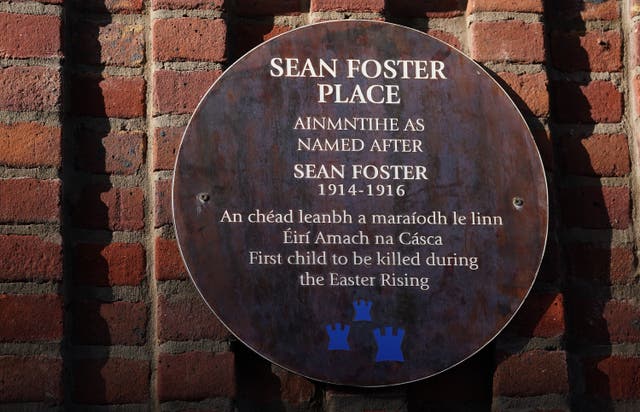 SEAN FOSTER
PLACE
AINMNTIHE AS
NAMED AFTER
SEAN FOSTER
1914-1916
An chéad leanbh a maraíodh le linn
Éirí Amach na Cásca
First child to be killed during
the Easter Rising